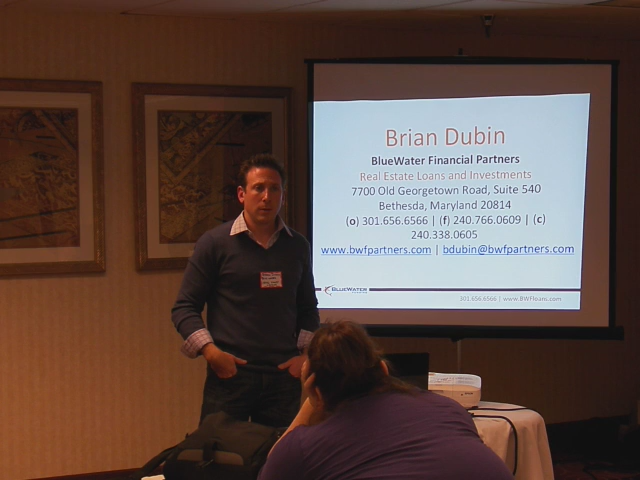 Brian Dubin
BlueWater Financial Partners
Real Estate Loans and Investments
7700 Old Georgetown Road, Suite 540
Bethesda, Maryland 20814
(o) 301.656.6566 | (f) 240.766.0609 | (c)
240.338.0605
www.bwfpartners.com | bdubin@bwfpartners.com
BLUEWATER
301.656.6566 | www.BWFloans.com